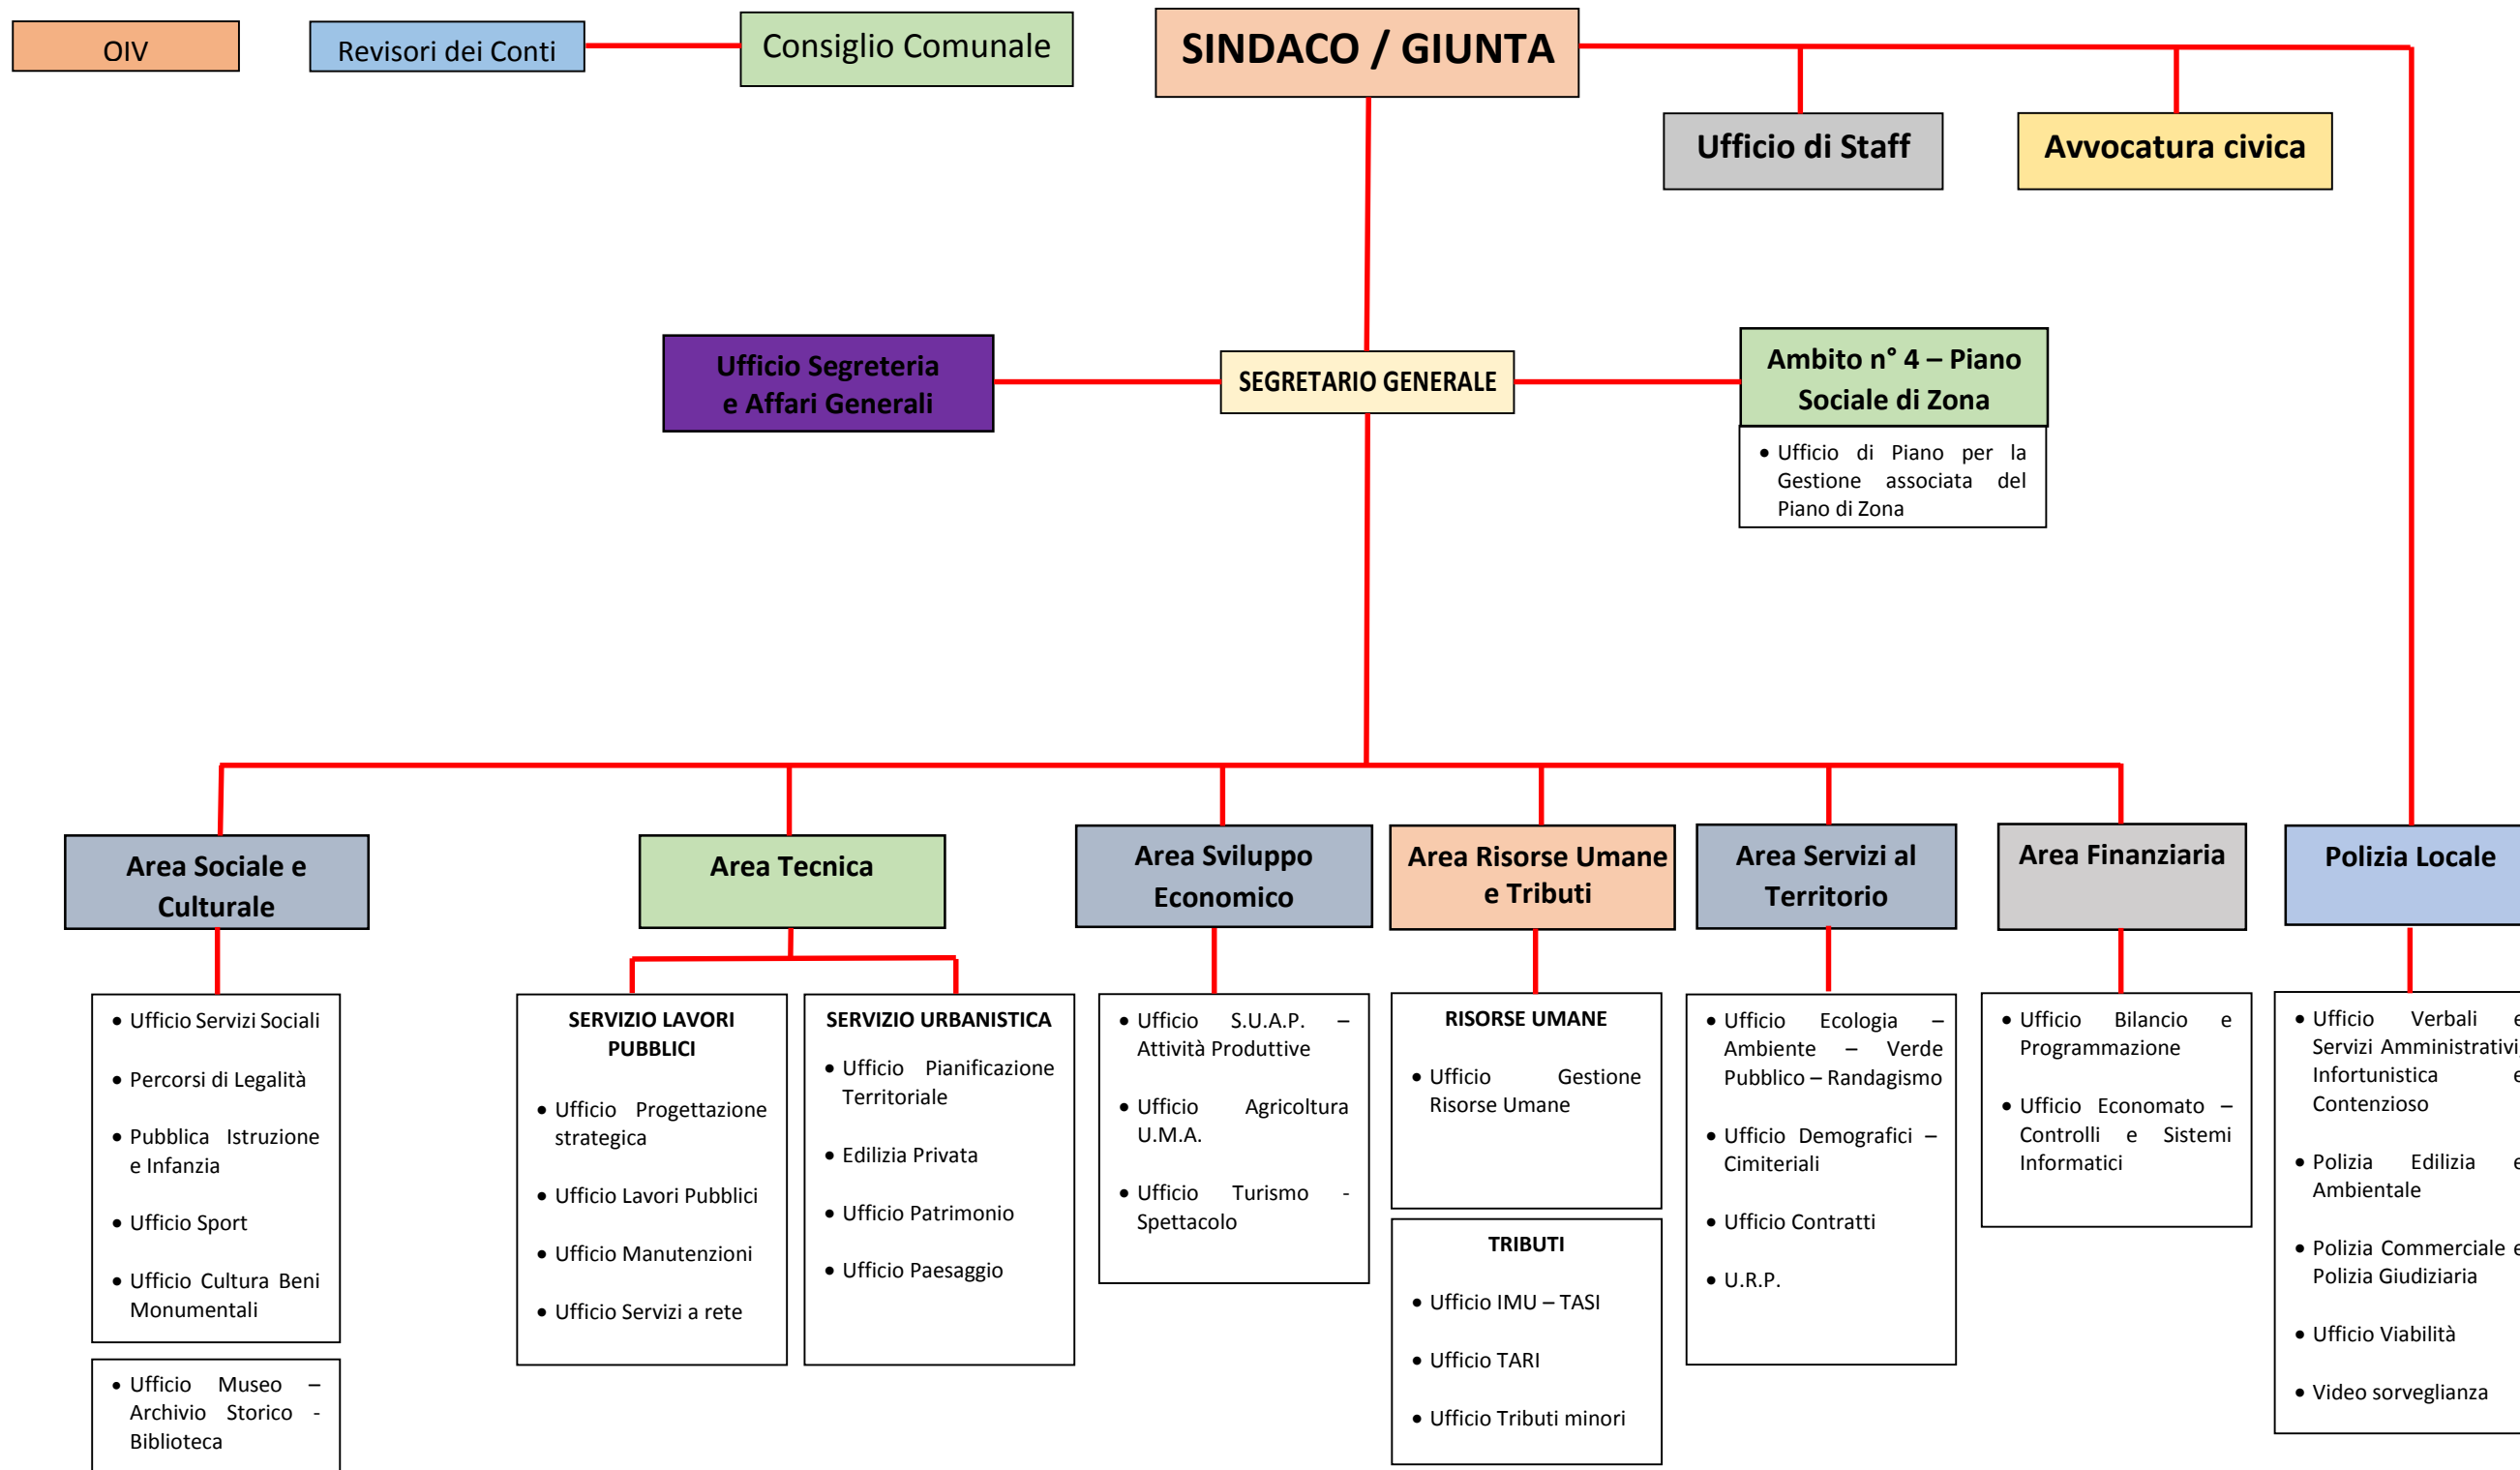 OIV
Revisori dei Conti
Consiglio Comunale
SINDACO / GIUNTA
Ufficio di Staff
Avvocatura civica
Ufficio Segreteria
e Affari Generali
SEGRETARIO GENERALE
Ambito n° 4 – Piano
Sociale di Zona
• Ufficio di Piano per la
Gestione associata del
Piano di Zona
Area Sociale e
Culturale
Area Tecnica
Area Sviluppo
Economico
Area Risorse Umane
e Tributi
Area Servizi al
Territorio
Area Finanziaria
Polizia Locale
• Ufficio Servizi Sociali
• Percorsi di Legalità
• Pubblica Istruzione
e Infanzia
• Ufficio Sport
• Ufficio Cultura Beni
Monumentali
• Ufficio Museo –
Archivio Storico -
Biblioteca
SERVIZIO LAVORI
PUBBLICI
• Ufficio Progettazione
strategica
• Ufficio Lavori Pubblici
• Ufficio Manutenzioni
• Ufficio Servizi a rete
SERVIZIO URBANISTICA
• Ufficio Pianificazione
Territoriale
• Edilizia Privata
• Ufficio Patrimonio
• Ufficio Paesaggio
• Ufficio S.U.A.P. –
Attività Produttive
• Ufficio Agricoltura
U.M.A.
• Ufficio Turismo -
Spettacolo
RISORSE UMANE
• Ufficio Gestione
Risorse Umane
TRIBUTI
• Ufficio IMU – TASI
• Ufficio TARI
• Ufficio Tributi minori
• Ufficio Ecologia –
Ambiente – Verde
Pubblico – Randagismo
• Ufficio Demografici –
Cimiteriali
• Ufficio Contratti
• U.R.P.
• Ufficio Bilancio e
Programmazione
• Ufficio Economato –
Controlli e Sistemi
Informatici
• Ufficio Verbali e
Servizi Amministrativi,
Infortunistica e
Contenzioso
• Polizia Edilizia e
Ambientale
• Polizia Commerciale e
Polizia Giudiziaria
• Ufficio Viabilità
• Video sorveglianza